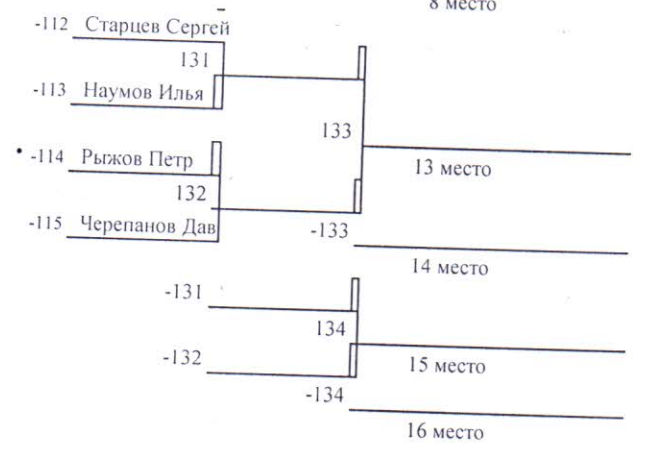 8 место
-112 Старцев Сергей
131
-113 Наумов Илья
133
-114 Рыжов Петр
13 место
132
-115 Черепанов Дав
-133
14 место
-131
134
-132
15 место
-134
16 место